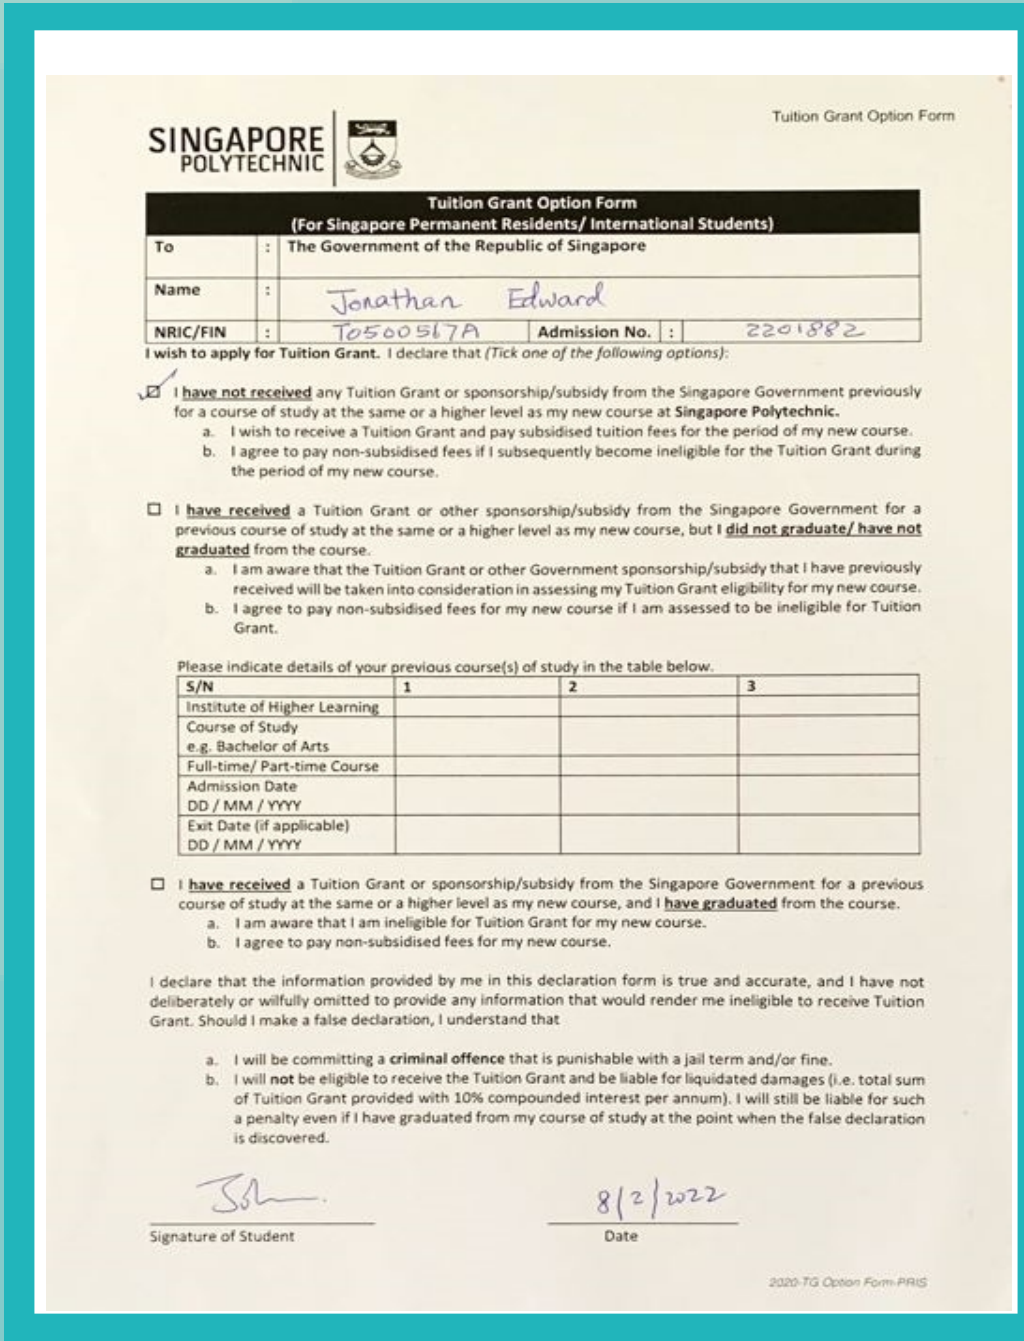 Tuition Grant Option Form
SINGAPORE
POLYTECHNIC
Tuition Grant Option Form
(For Singapore Permanent Residents/ International Students)
To : The Government of the Republic of Singapore
Name : Jonathan Edward
NRIC/FIN : T0500567A Admission No. : 2201882
I wish to apply for Tuition Grant. I declare that (Tick one of the following options):
☑ I have not received any Tuition Grant or sponsorship/subsidy from the Singapore Government previously
for a course of study at the same or a higher level as my new course at Singapore Polytechnic.
a. I wish to receive a Tuition Grant and pay subsidised tuition fees for the period of my new course.
b. I agree to pay non-subsidised fees if I subsequently become ineligible for the Tuition Grant during
the period of my new course.
☐ I have received a Tuition Grant or other sponsorship/subsidy from the Singapore Government for a
previous course of study at the same or a higher level as my new course, but I did not graduate/ have not
graduated from the course.
a. I am aware that the Tuition Grant or other Government sponsorship/subsidy that I have previously
received will be taken into consideration in assessing my Tuition Grant eligibility for my new course.
b. I agree to pay non-subsidised fees for my new course if I am assessed to be ineligible for Tuition
Grant.
Please indicate details of your previous course(s) of study in the table below.
S/N 1 2 3
Institute of Higher Learning
Course of Study
e.g. Bachelor of Arts
Full-time/ Part-time Course
Admission Date
DD / MM / YYYY
Exit Date (if applicable)
DD / MM / YYYY
☐ I have received a Tuition Grant or sponsorship/subsidy from the Singapore Government for a previous
course of study at the same or a higher level as my new course, and I have graduated from the course.
a. I am aware that I am ineligible for Tuition Grant for my new course.
b. I agree to pay non-subsidised fees for my new course.
I declare that the information provided by me in this declaration form is true and accurate, and I have not
deliberately or wilfully omitted to provide any information that would render me ineligible to receive Tuition
Grant. Should I make a false declaration, I understand that
a. I will be committing a criminal offence that is punishable with a jail term and/or fine.
b. I will not be eligible to receive the Tuition Grant and be liable for liquidated damages (i.e. total sum
of Tuition Grant provided with 10% compounded interest per annum). I will still be liable for such
a penalty even if I have graduated from my course of study at the point when the false declaration
is discovered.
8/2/2022
Signature of Student Date
2020-TG Option Form-PRIS